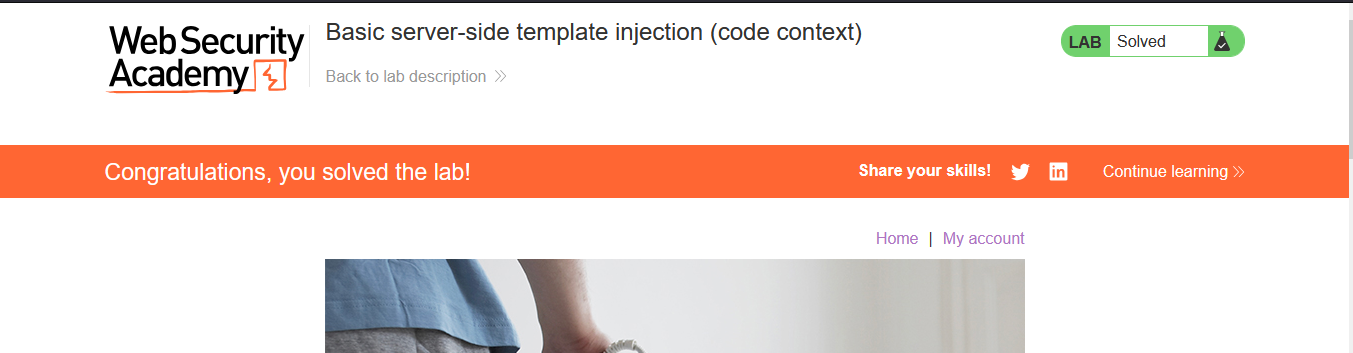 Web Security
Academy
Basic server-side template injection (code context)
Back to lab description
LAB Solved
Congratulations, you solved the lab!
Share your skills!
Continue learning
Home | My account